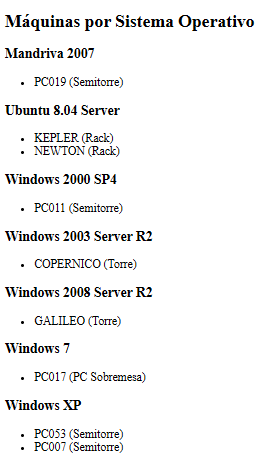 Máquinas por Sistema Operativo
Mandriva 2007
PC019 (Semitorre)
Ubuntu 8.04 Server
KEPLER (Rack)
NEWTON (Rack)
Windows 2000 SP4
PC011 (Semitorre)
Windows 2003 Server R2
COPERNICO (Torre)
Windows 2008 Server R2
GALILEO (Torre)
Windows 7
PC017 (PC Sobremesa)
Windows XP
PC053 (Semitorre)
PC007 (Semitorre)